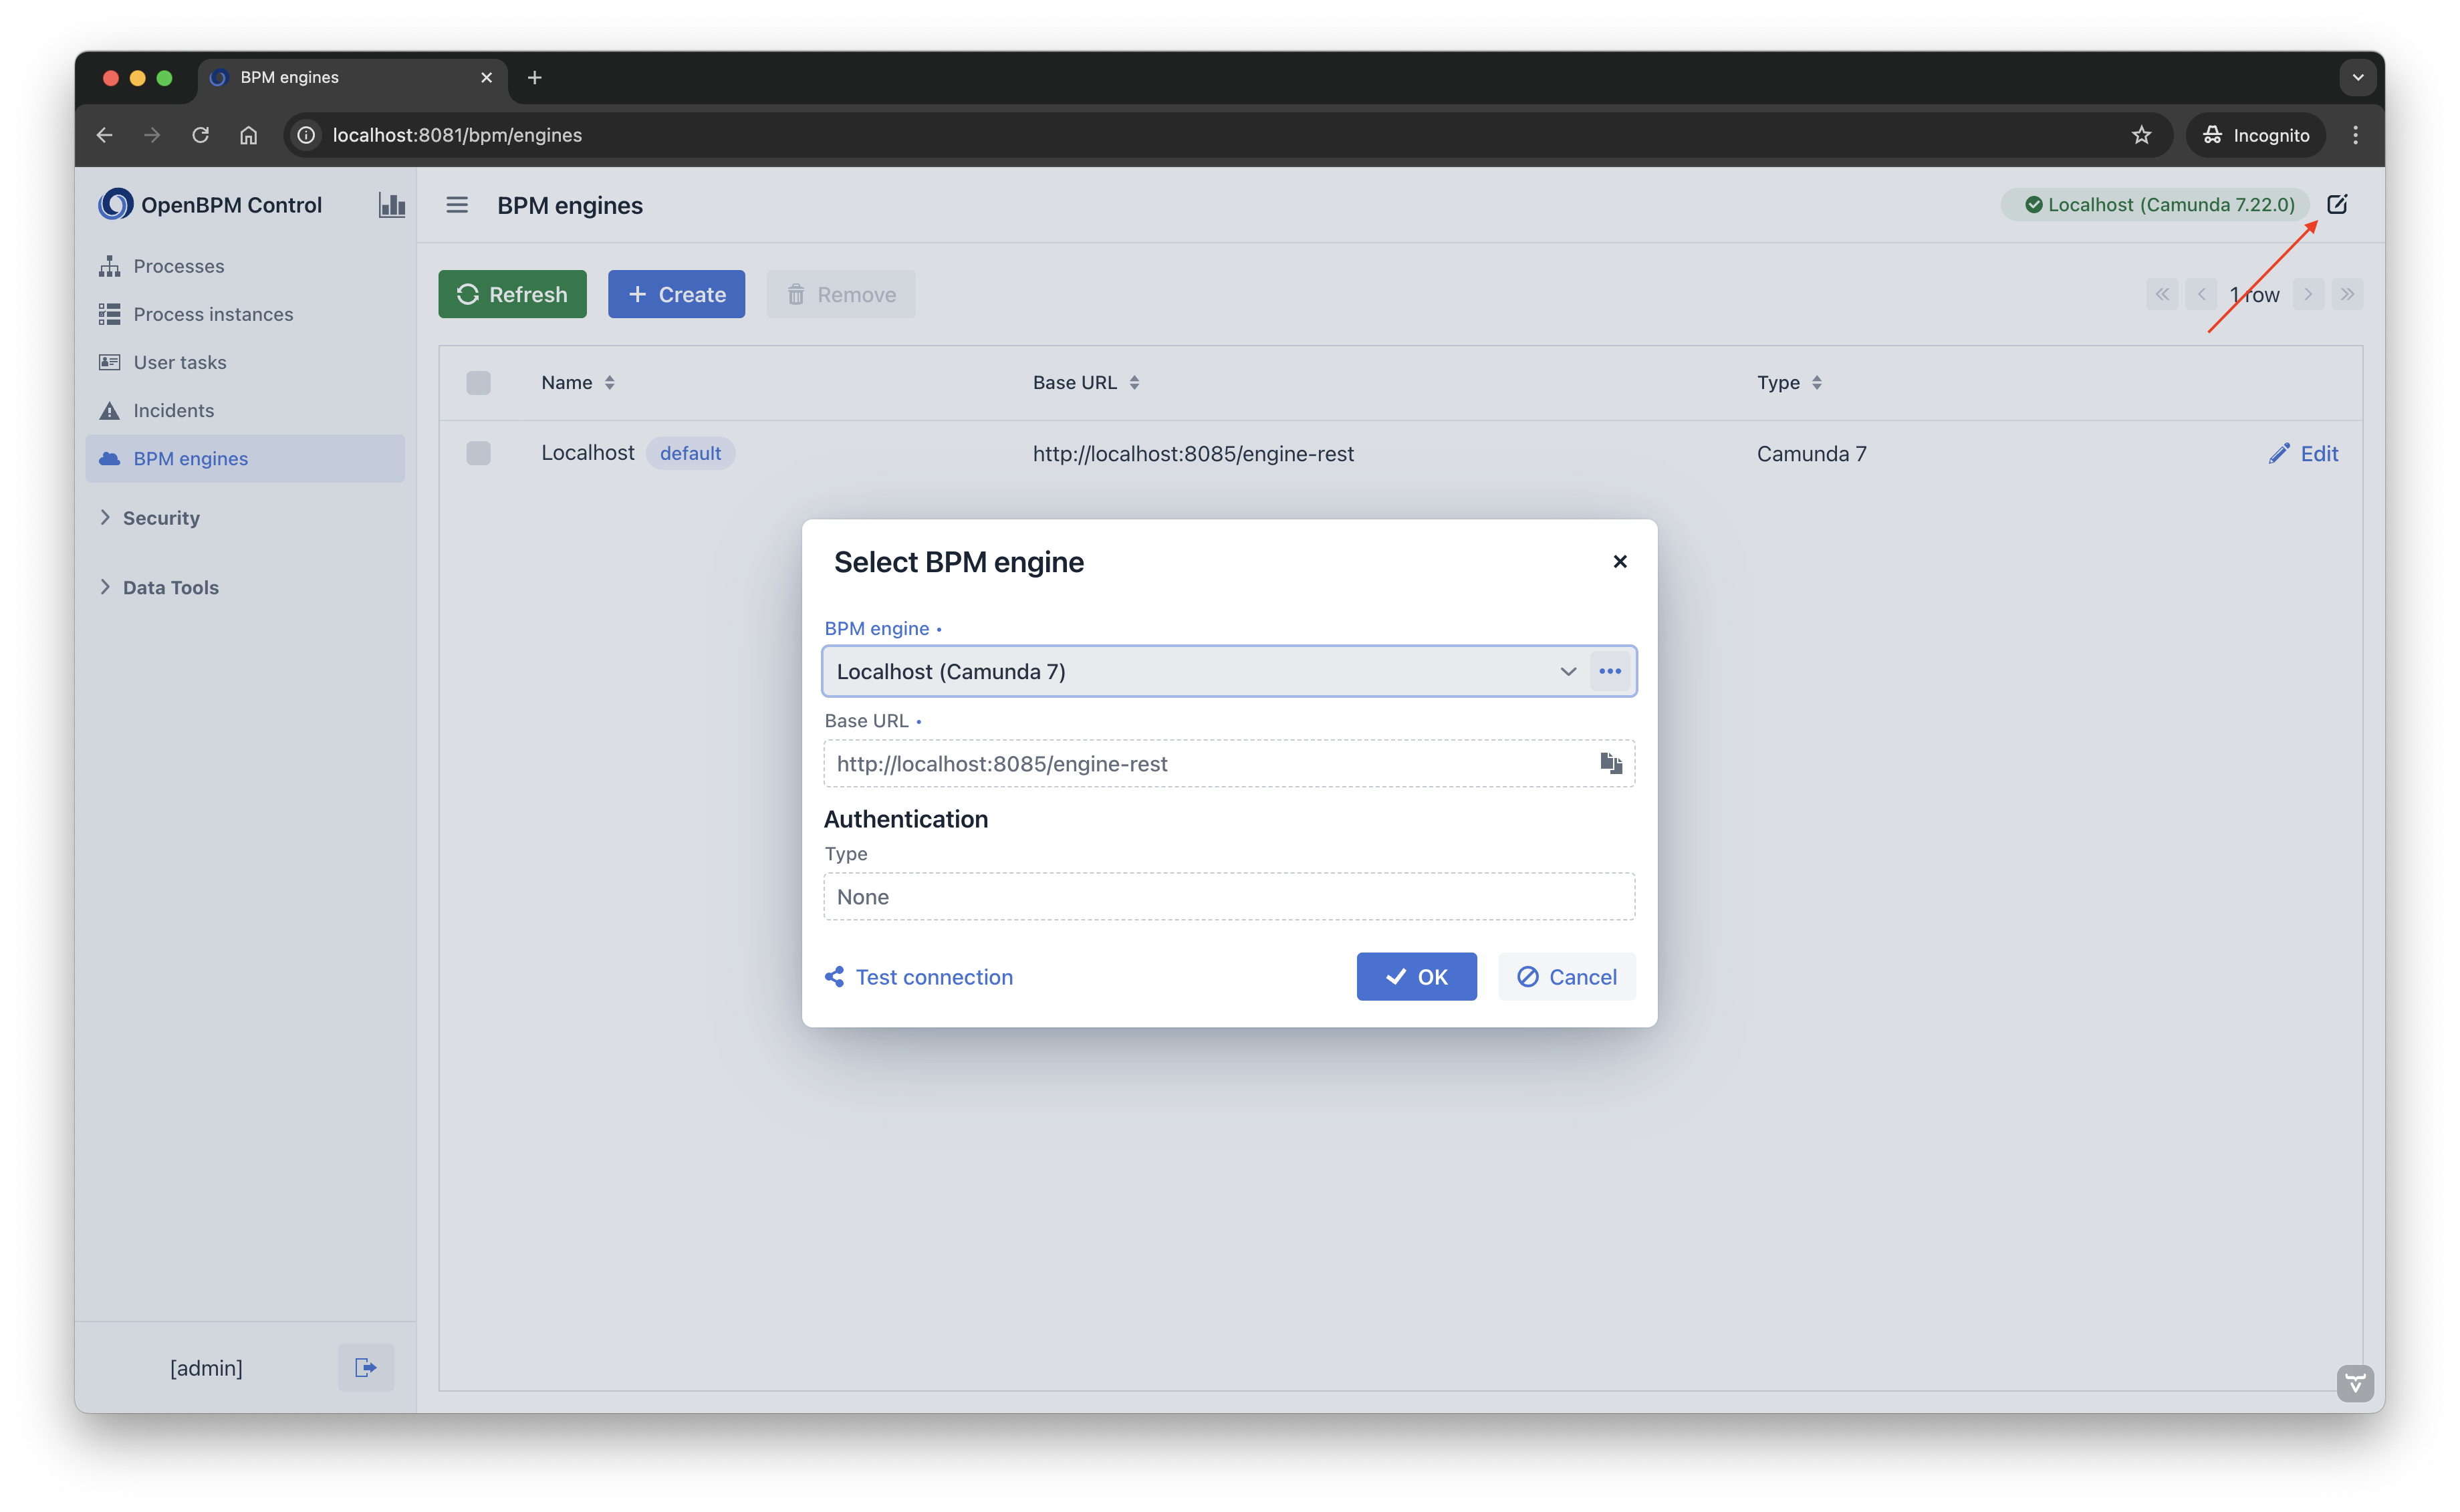 BPM engines
localhost:8081/bpm/engines
Incognito
OpenBPM Control
BPM engines
Localhost (Camunda 7.22.0)
Processes
Process instances
User tasks
Incidents
BPM engines
Security
Data Tools
Refresh
Create
Remove
1 row
Name
Base URL
Type
Localhost default
http://localhost:8085/engine-rest
Camunda 7
Edit
Select BPM engine
BPM engine •
Localhost (Camunda 7)
Base URL •
http://localhost:8085/engine-rest
Authentication
Type
None
Test connection
OK
Cancel
[admin]